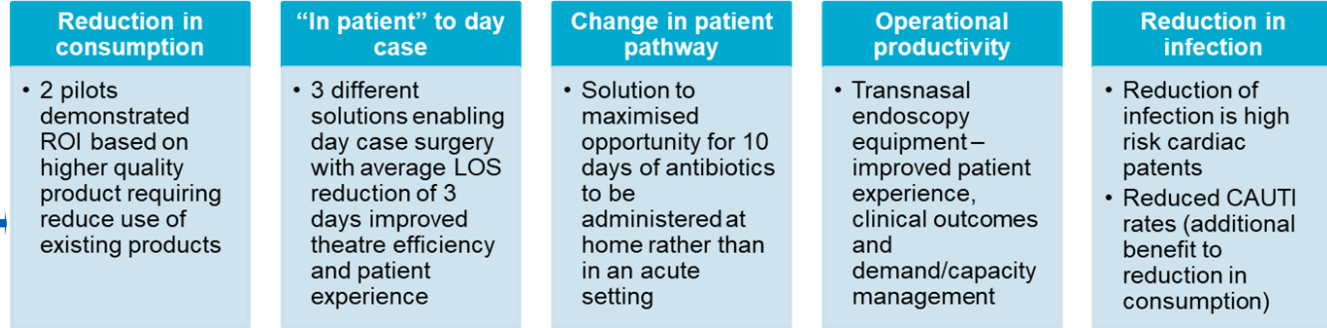 Reduction in
consumption
• 2 pilots
demonstrated
ROI based on
higher quality
product requiring
reduce use of
existing products
“In patient” to day
case
• 3 different
solutions enabling
day case surgery
with average LOS
reduction of 3
days improved
theatre efficiency
and patient
experience
Change in patient
pathway
• Solution to
maximised
opportunity for 10
days of antibiotics
to be
administered at
home rather than
in an acute
setting
Operational
productivity
• Transnasal
endoscopy
equipment –
improved patient
experience,
clinical outcomes
and
demand/capacity
management
Reduction in
infection
• Reduction of
infection is high
risk cardiac
patents
• Reduced CAUTI
rates (additional
benefit to
reduction in
consumption)